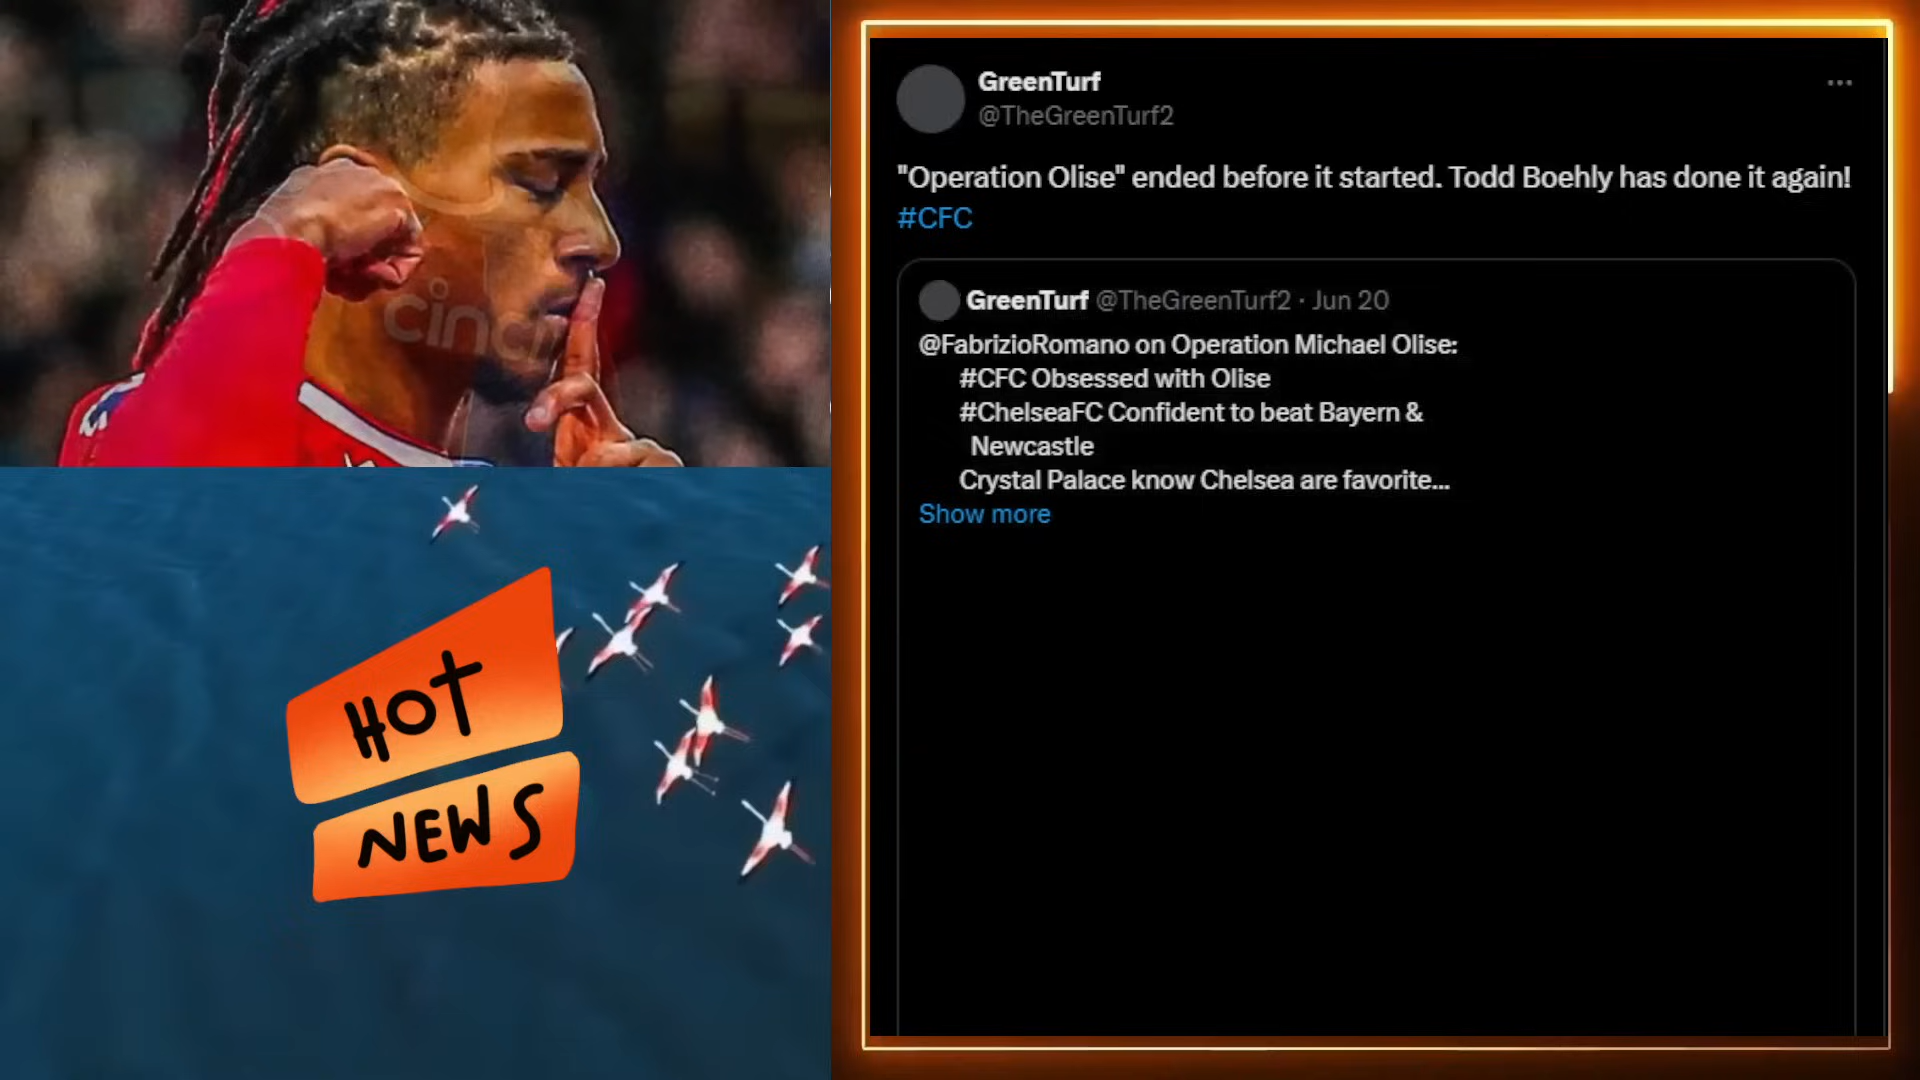 cinch
HOT
NEWS
GreenTurf
@TheGreenTurf2
"Operation Olise" ended before it started. Todd Boehly has done it again!
#CFC
GreenTurf @TheGreenTurf2 · Jun 20
@FabrizioRomano on Operation Michael Olise:
#CFC Obsessed with Olise
#ChelseaFC Confident to beat Bayern &
Newcastle
Crystal Palace know Chelsea are favorite...
Show more